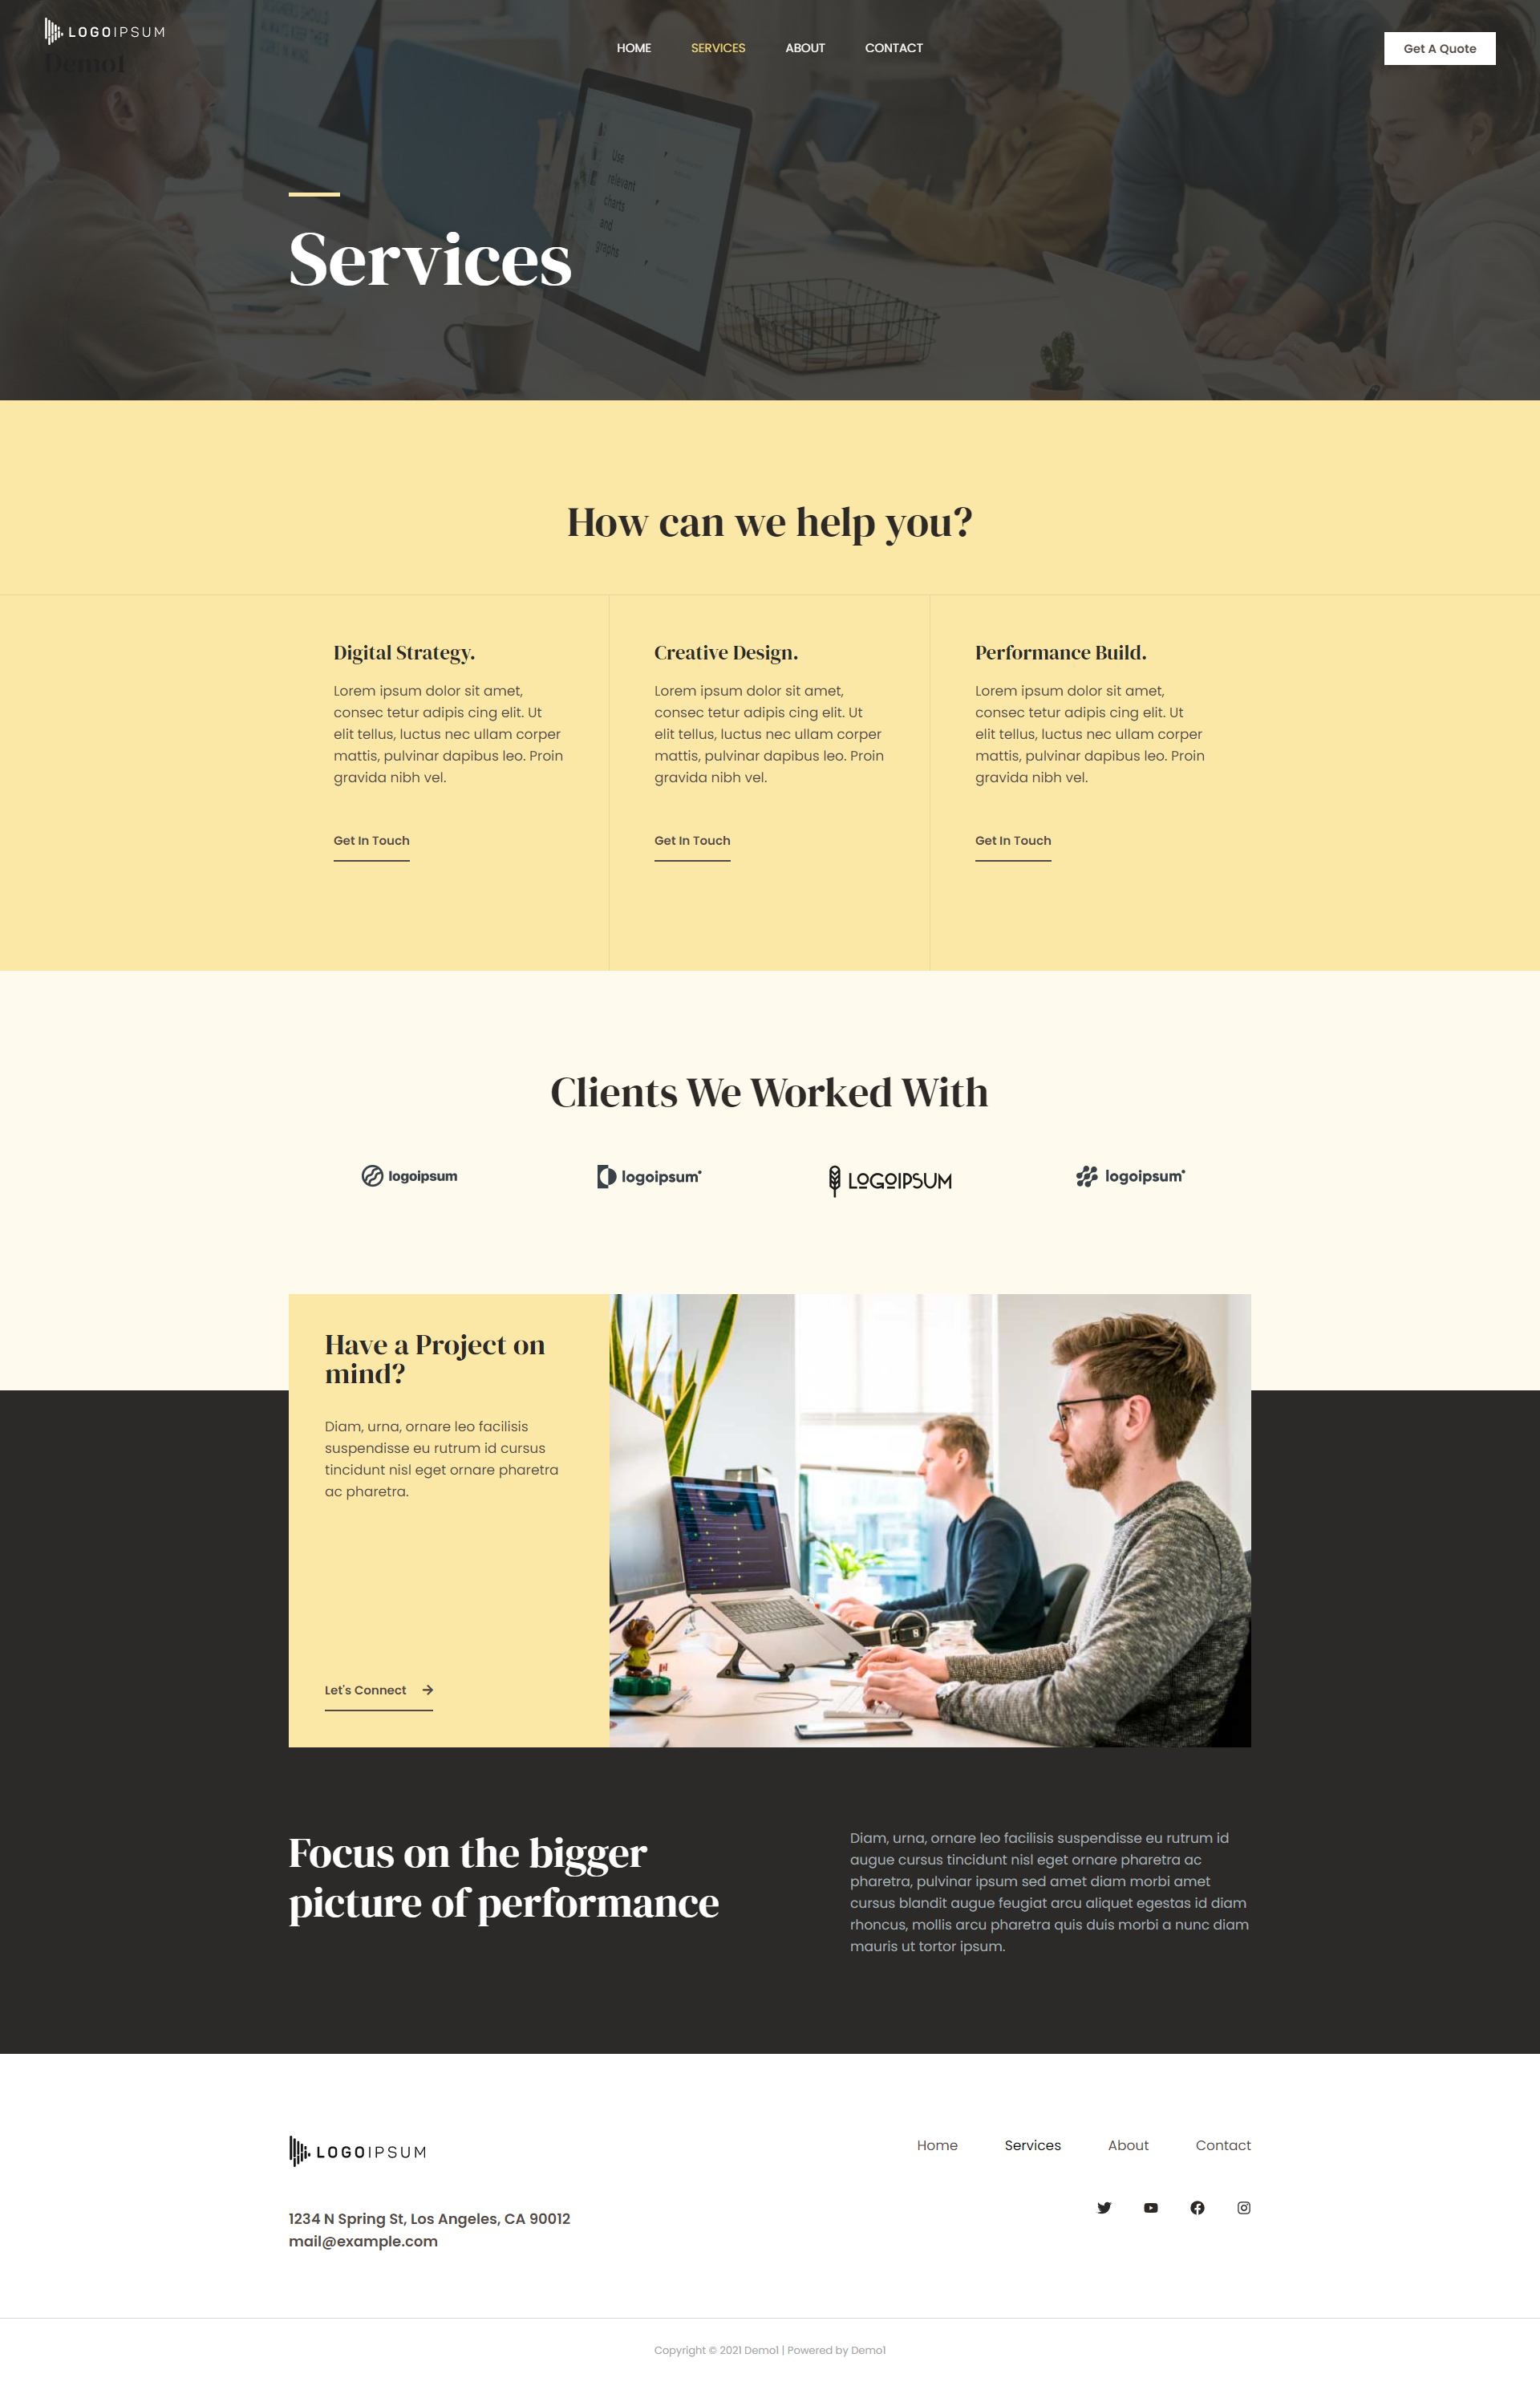 LOGOIPSUM
Demo1
HOME SERVICES ABOUT CONTACT
Get A Quote
Use
relevant
charts
and
graphs
Services
How can we help you?
Digital Strategy.
Lorem ipsum dolor sit amet,
consec tetur adipis cing elit. Ut
elit tellus, luctus nec ullam corper
mattis, pulvinar dapibus leo. Proin
gravida nibh vel.
Get In Touch
Creative Design.
Lorem ipsum dolor sit amet,
consec tetur adipis cing elit. Ut
elit tellus, luctus nec ullam corper
mattis, pulvinar dapibus leo. Proin
gravida nibh vel.
Get In Touch
Performance Build.
Lorem ipsum dolor sit amet,
consec tetur adipis cing elit. Ut
elit tellus, luctus nec ullam corper
mattis, pulvinar dapibus leo. Proin
gravida nibh vel.
Get In Touch
Clients We Worked With
logoipsum
logoipsum
LOGOIPSUM
logoipsum
Have a Project on
mind?
Diam, urna, ornare leo facilisis
suspendisse eu rutrum id cursus
tincidunt nisl eget ornare pharetra
ac pharetra.
Let's Connect
Focus on the bigger
picture of performance
Diam, urna, ornare leo facilisis suspendisse eu rutrum id
augue cursus tincidunt nisl eget ornare pharetra ac
pharetra, pulvinar ipsum sed amet diam morbi amet
cursus blandit augue feugiat arcu aliquet egestas id diam
rhoncus, mollis arcu pharetra quis duis morbi a nunc diam
mauris ut tortor ipsum.
LOGOIPSUM
1234 N Spring St, Los Angeles, CA 90012
mail@example.com
Home Services About Contact
Copyright © 2021 Demo1 | Powered by Demo1